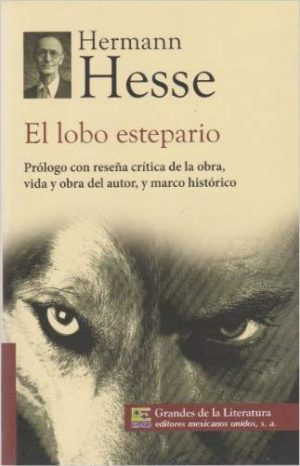 Hermann
Hesse
El lobo estepario
Prólogo con reseña crítica de la obra,
vida y obra del autor, y marco histórico
EMU
Grandes de la Literatura
editores mexicanos unidos, s. a.